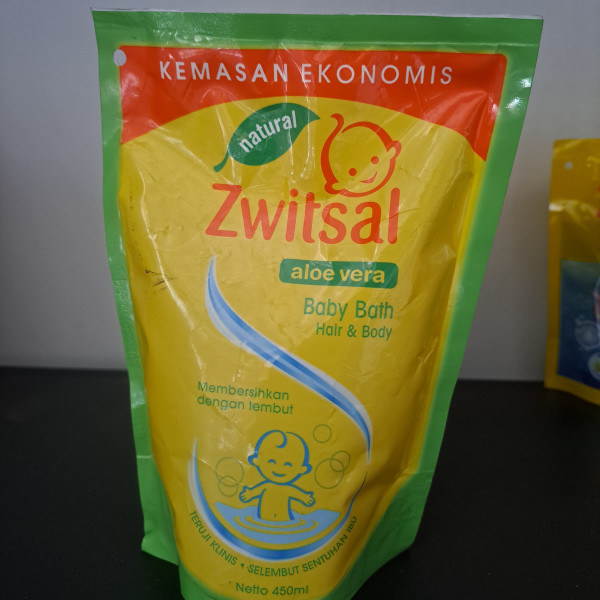 KEMASAN EKONOMIS
natural
Zwitsal
aloe vera
Baby Bath
Hair & Body
Membersihkan
dengan lembut
TERUJI KLINIS • SELEMBUT SENTUHAN IBU
Netto 450ml